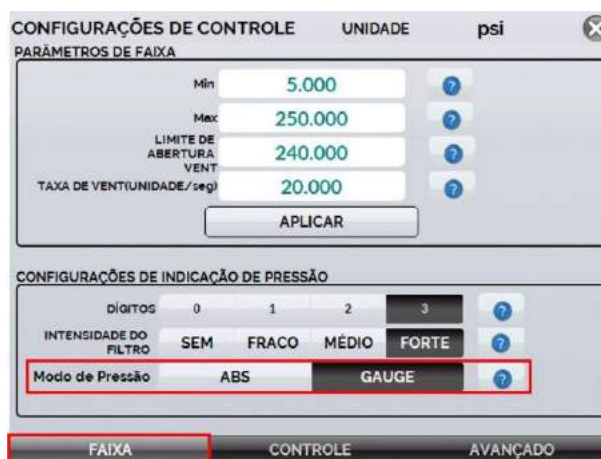 CONFIGURAÇÕES DE CONTROLE UNIDADE psi
PARÂMETROS DE FAIXA
Min 5.000 ?
Max 250.000 ?
LIMITE DE
ABERTURA 240.000 ?
VENT
TAXA DE VENT(UNIDADE/seg) 20.000 ?
APLICAR
CONFIGURAÇÕES DE INDICAÇÃO DE PRESSÃO
DÍGITOS 0 1 2 3 ?
INTENSIDADE DO
FILTRO SEM FRACO MÉDIO FORTE ?
Modo de Pressão ABS GAUGE ?
FAIXA CONTROLE AVANÇADO